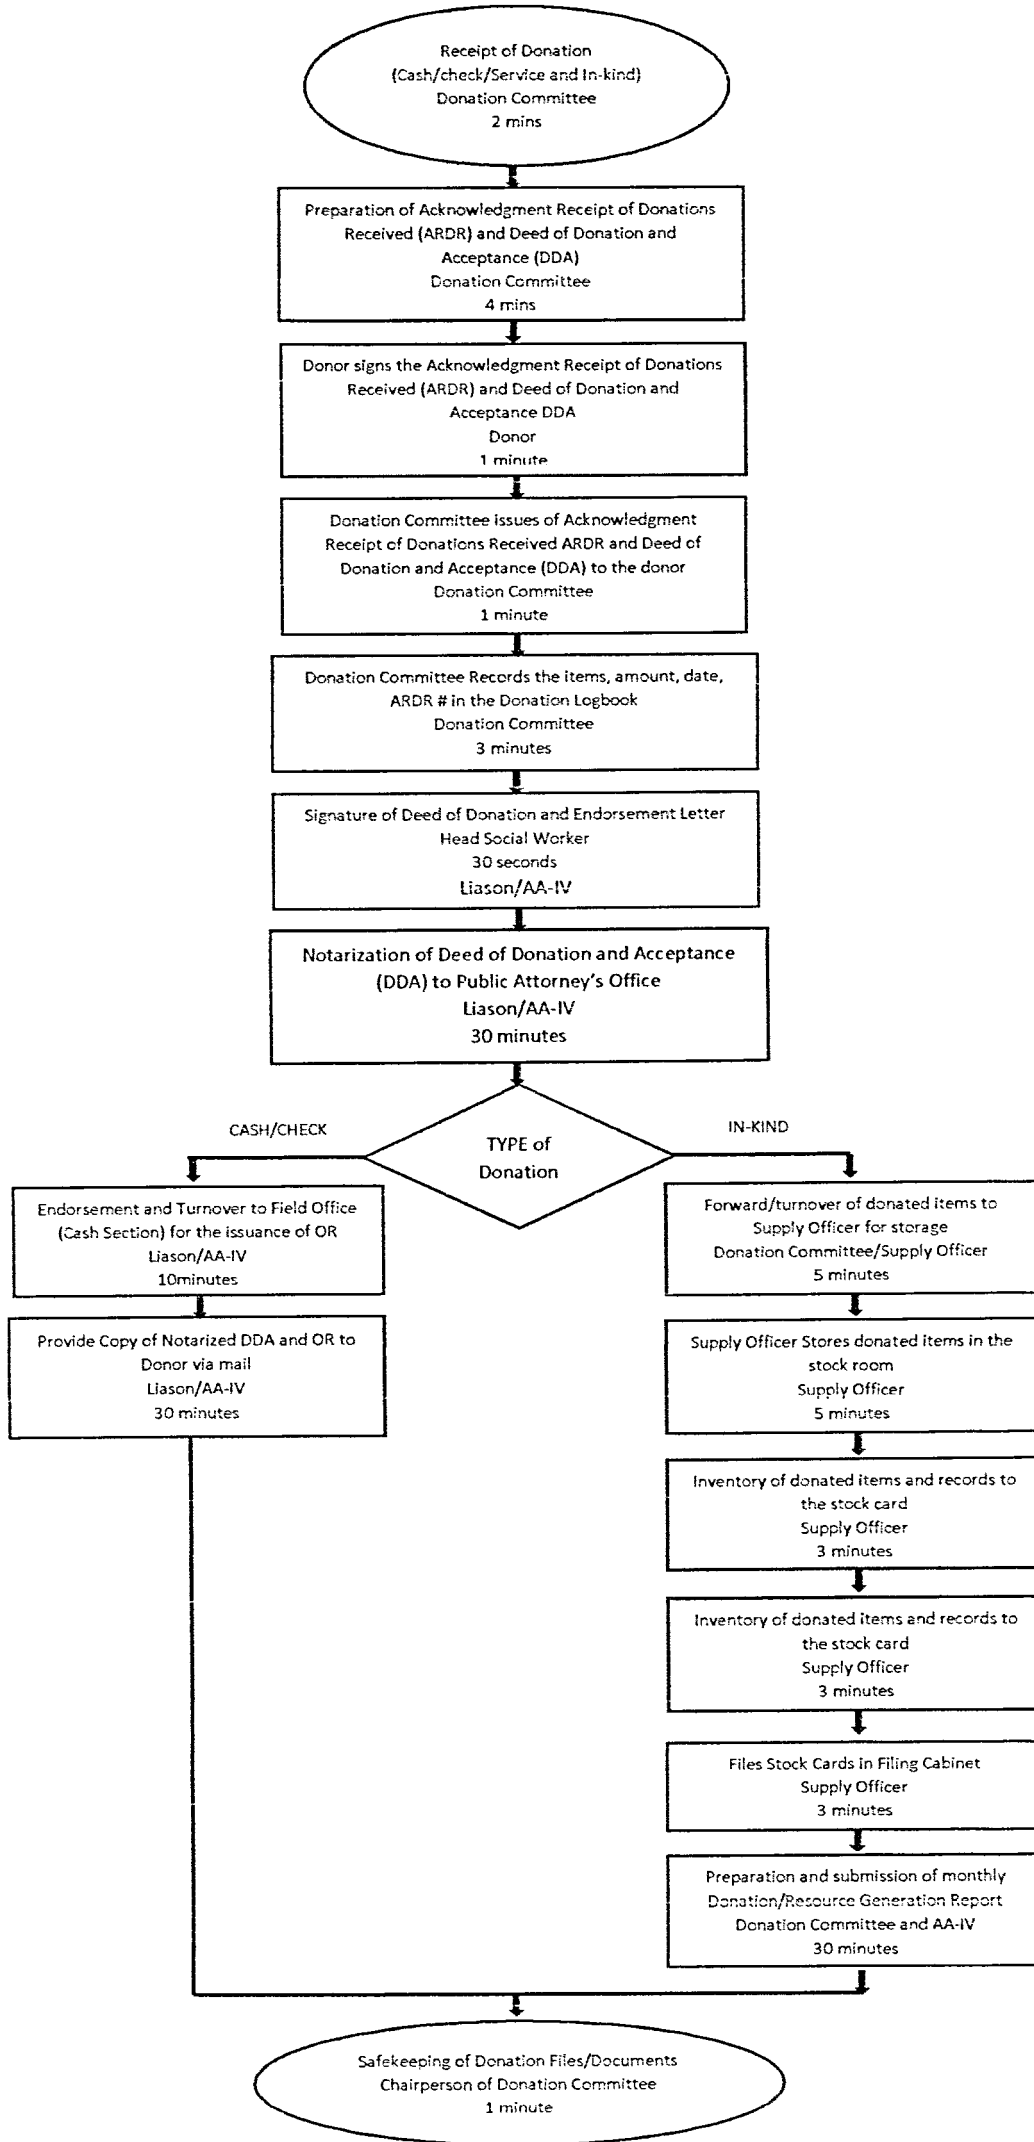 Receipt of Donation
(Cash/check/Service and In-kind)
Donation Committee
2 mins
Preparation of Acknowledgment Receipt of Donations
Received (ARDR) and Deed of Donation and
Acceptance (DDA)
Donation Committee
4 mins
Donor signs the Acknowledgment Receipt of Donations
Received (ARDR) and Deed of Donation and
Acceptance DDA
Donor
1 minute
Donation Committee issues of Acknowledgment
Receipt of Donations Received ARDR and Deed of
Donation and Acceptance (DDA) to the donor
Donation Committee
1 minute
Donation Committee Records the items, amount, date,
ARDR # in the Donation Logbook
Donation Committee
3 minutes
Signature of Deed of Donation and Endorsement Letter
Head Social Worker
30 seconds
Liason/AA-IV
Notarization of Deed of Donation and Acceptance
(DDA) to Public Attorney's Office
Liason/AA-IV
30 minutes
TYPE of
Donation
CASH/CHECK
Endorsement and Turnover to Field Office
(Cash Section) for the issuance of OR
Liason/AA-IV
10minutes
Provide Copy of Notarized DDA and OR to
Donor via mail
Liason/AA-IV
30 minutes
IN-KIND
Forward/turnover of donated items to
Supply Officer for storage
Donation Committee/Supply Officer
5 minutes
Supply Officer Stores donated items in the
stock room
Supply Officer
5 minutes
Inventory of donated items and records to
the stock card
Supply Officer
3 minutes
Inventory of donated items and records to
the stock card
Supply Officer
3 minutes
Files Stock Cards in Filing Cabinet
Supply Officer
3 minutes
Preparation and submission of monthly
Donation/Resource Generation Report
Donation Committee and AA-IV
30 minutes
Safekeeping of Donation Files/Documents
Chairperson of Donation Committee
1 minute